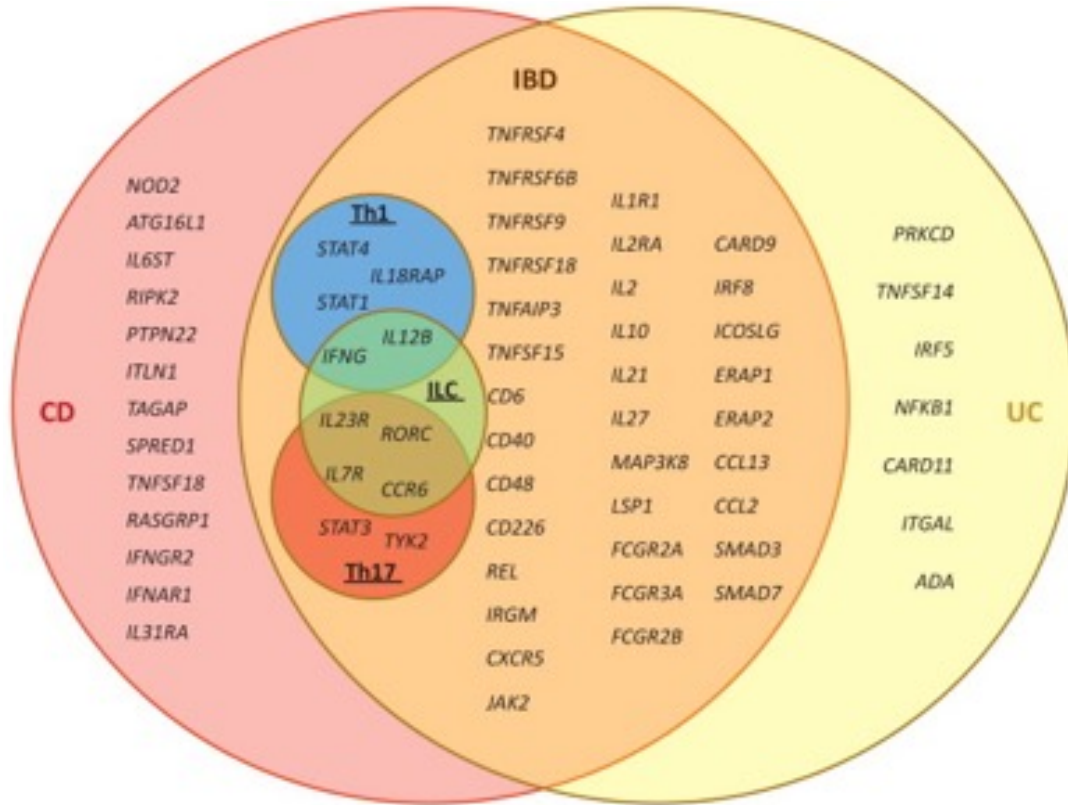 IBD
CD
NOD2
ATG16L1
IL6ST
RIPK2
PTPN22
ITLN1
TAGAP
SPRED1
TNFSF18
RASGRP1
IFNGR2
IFNAR1
IL31RA
Th1
STAT4
IL18RAP
STAT1
IL12B
IFNG
ILC
IL23R
RORC
IL7R
CCR6
STAT3
TYK2
Th17
TNFRSF4
TNFRSF6B
TNFRSF9
TNFRSF18
TNFAIP3
TNFSF15
CD6
CD40
CD48
CD226
REL
IRGM
CXCR5
JAK2
IL1R1
IL2RA
IL2
IL10
IL21
IL27
MAP3K8
LSP1
FCGR2A
FCGR3A
FCGR2B
CARD9
IRF8
ICOSLG
ERAP1
ERAP2
CCL13
CCL2
SMAD3
SMAD7
PRKCD
TNFSF14
IRF5
NFKB1
CARD11
ITGAL
ADA
UC